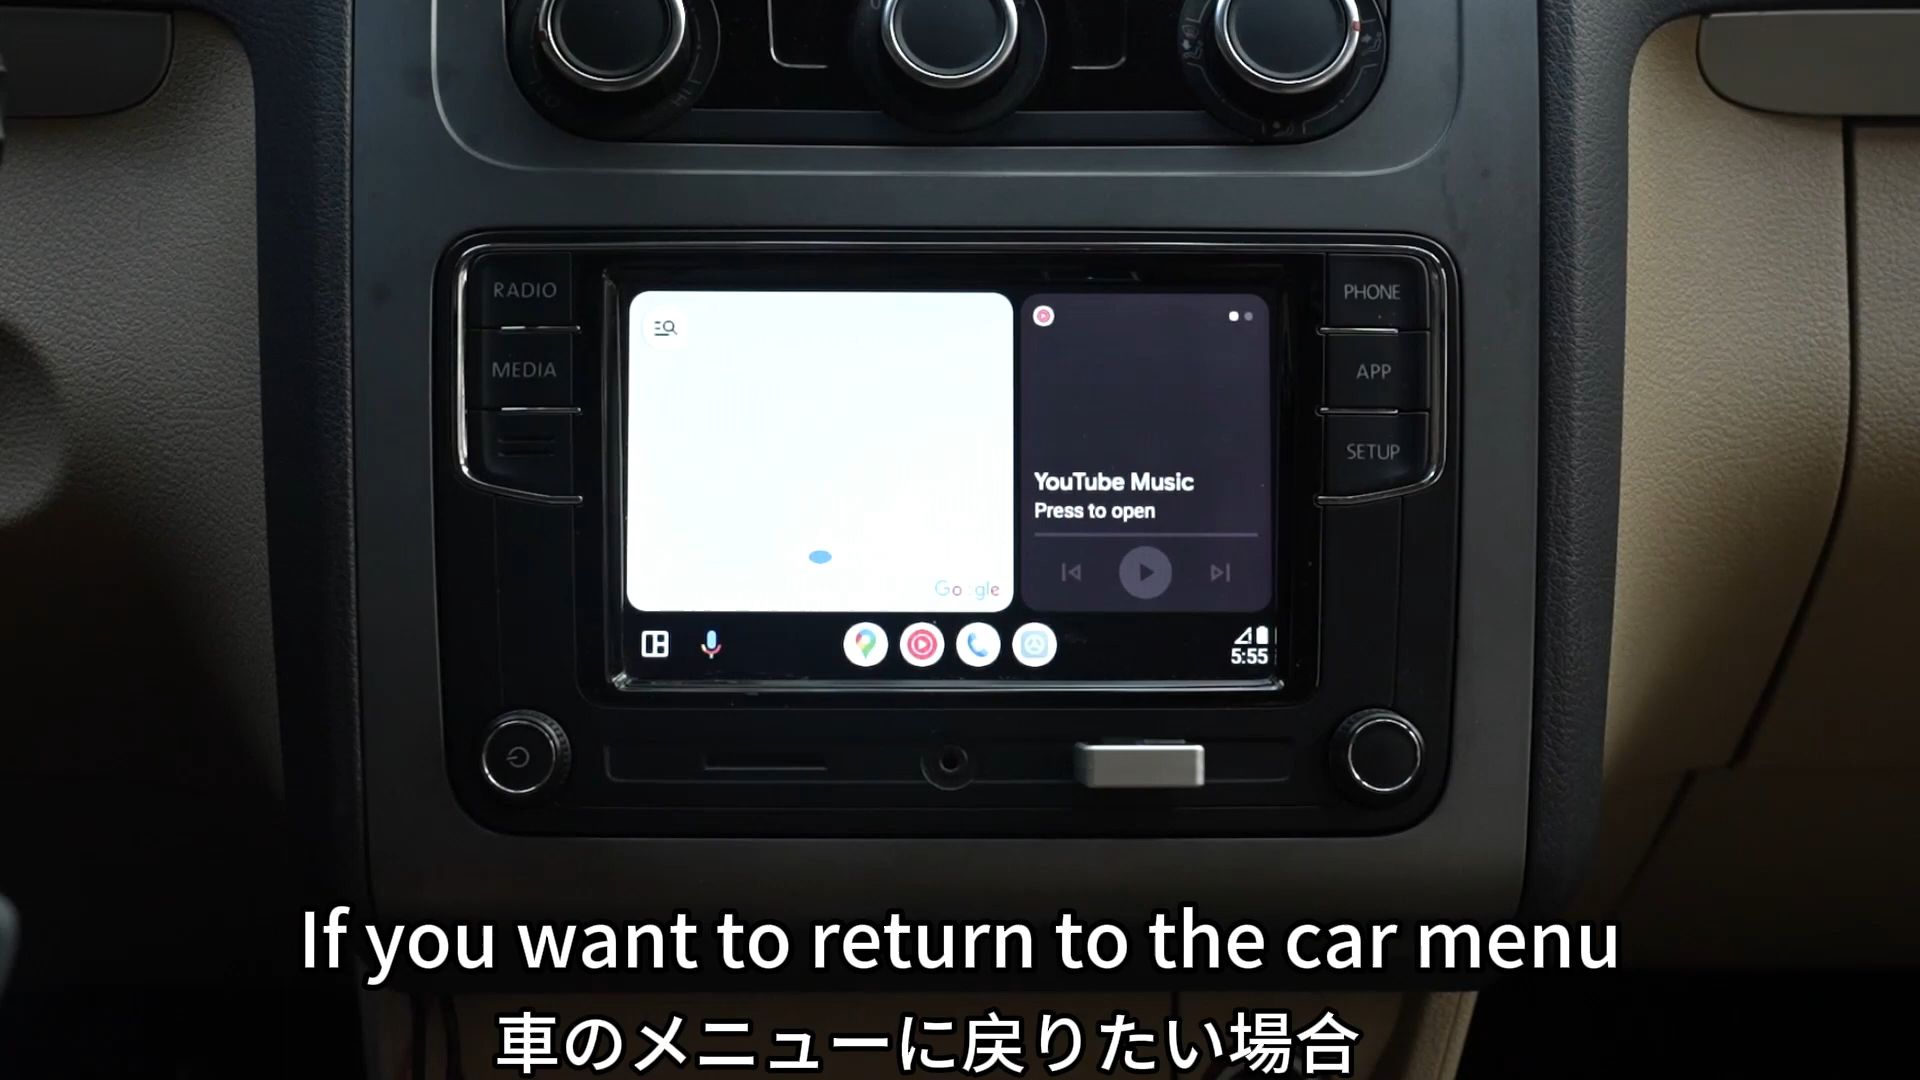 RADIO
MEDIA
PHONE
APP
SETUP
YouTube Music
Press to open
Google
5:55
If you want to return to the car menu
車のメニューに戻りたい場合